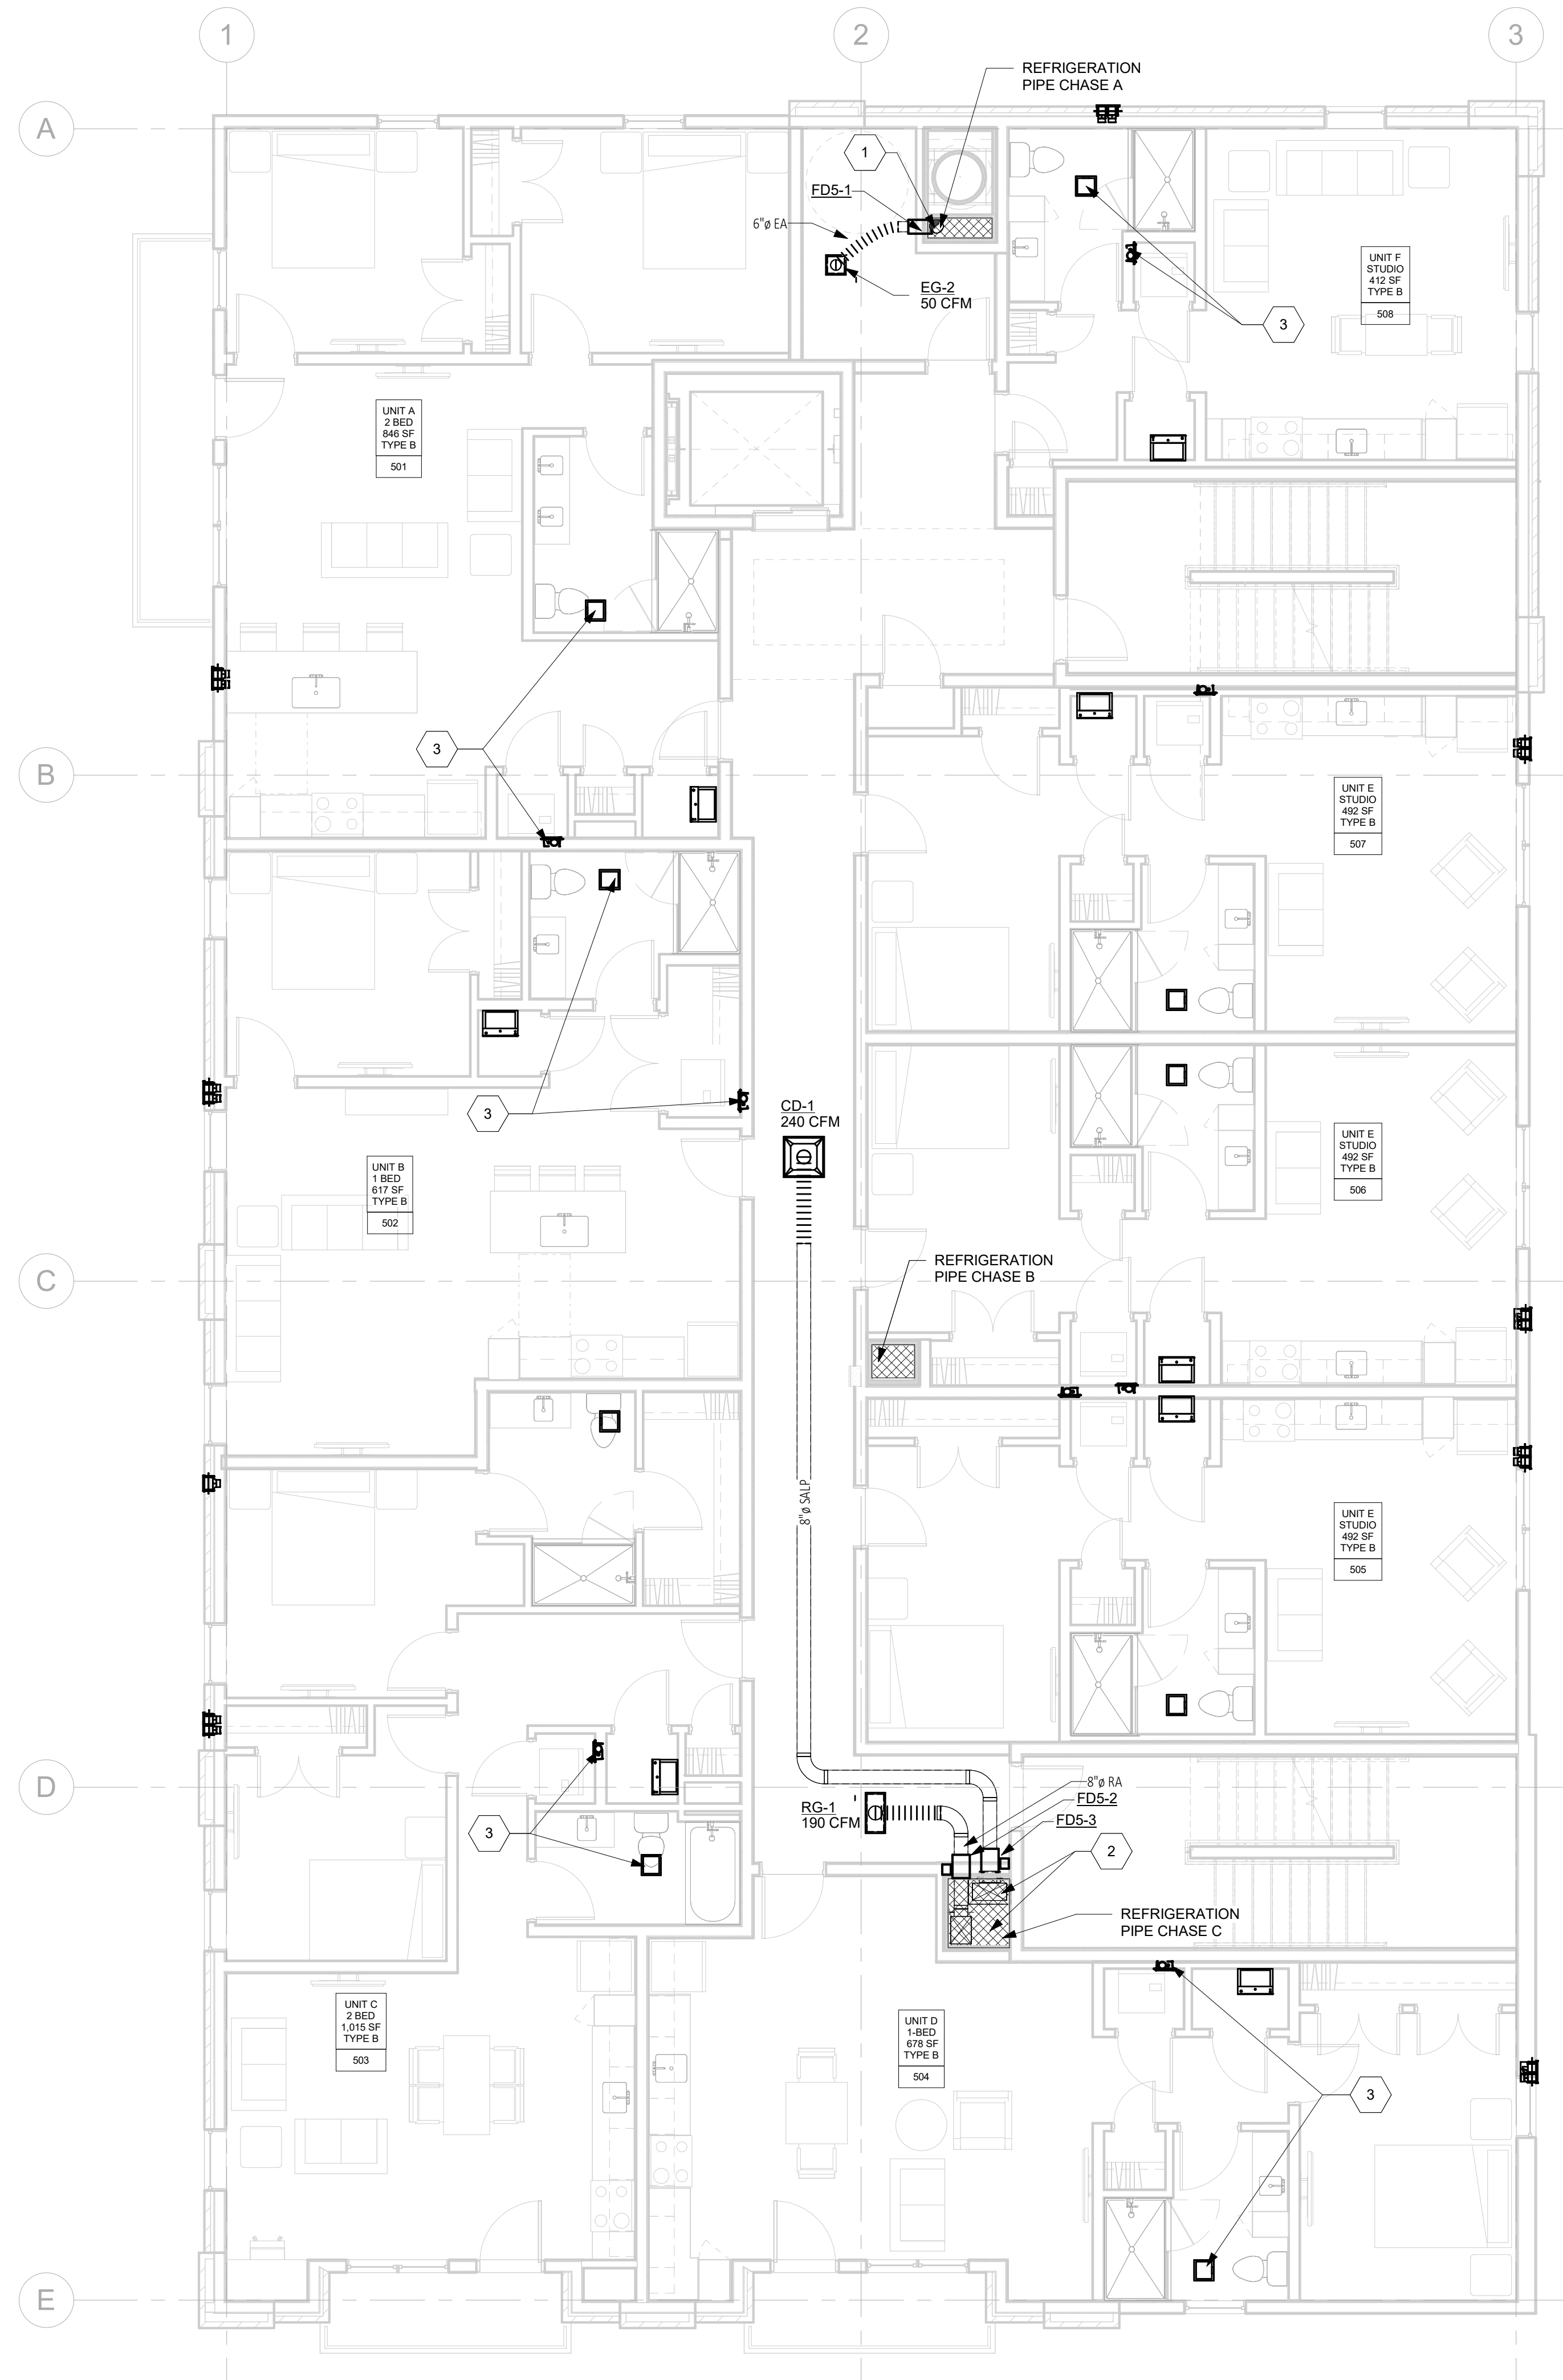 1
2
3
REFRIGERATION
PIPE CHASE A
A
1
FD5-1
6"ø EA
EG-2
50 CFM
UNIT F
STUDIO
412 SF
TYPE B
508
3
UNIT A
2 BED
846 SF
TYPE B
501
3
B
UNIT E
STUDIO
492 SF
TYPE B
507
3
CD-1
240 CFM
UNIT E
STUDIO
492 SF
TYPE B
506
UNIT B
1 BED
617 SF
TYPE B
502
REFRIGERATION
PIPE CHASE B
C
8"ø SALP
UNIT E
STUDIO
492 SF
TYPE B
505
D
8"ø RA
FD5-2
RG-1
190 CFM
FD5-3
3
2
REFRIGERATION
PIPE CHASE C
UNIT C
2 BED
1,015 SF
TYPE B
503
UNIT D
1-BED
678 SF
TYPE B
504
3
E